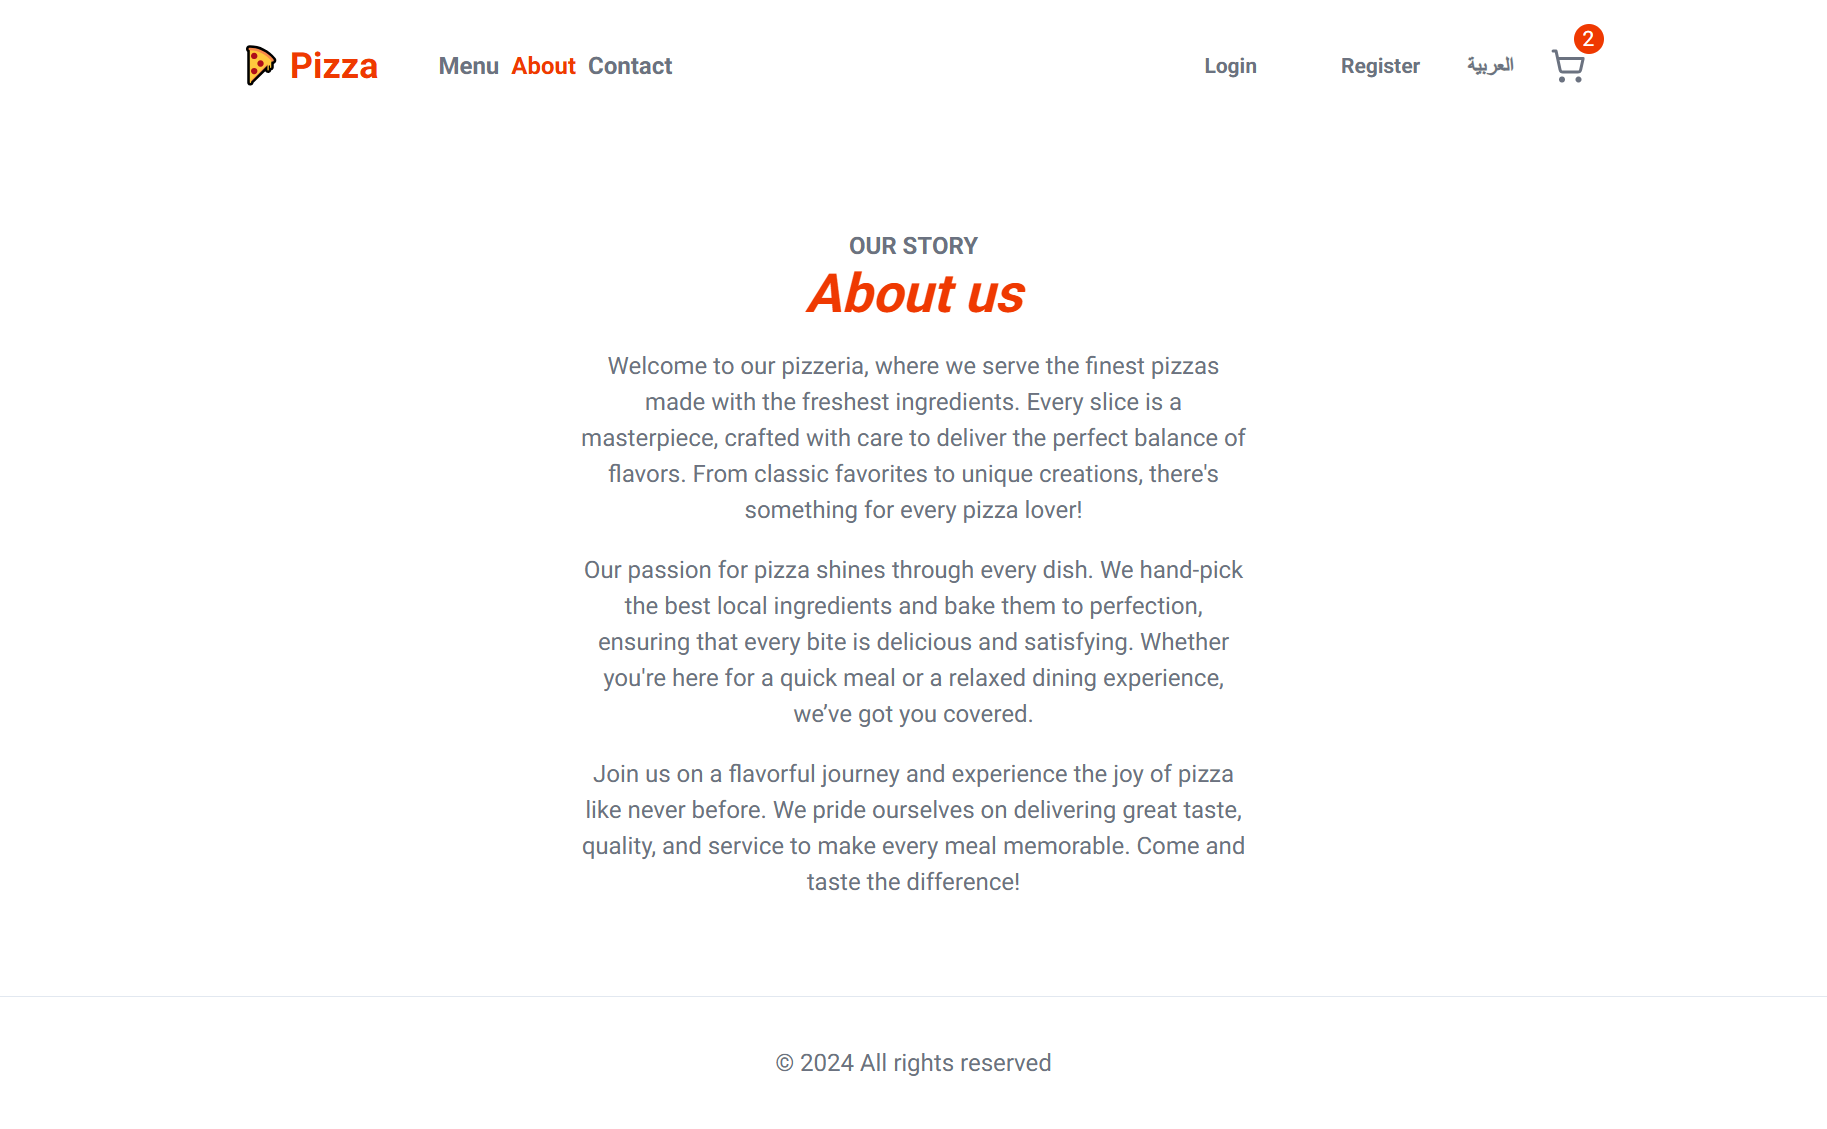 Pizza
Menu About Contact
Login Register العربية
2
OUR STORY
About us
Welcome to our pizzeria, where we serve the finest pizzas
made with the freshest ingredients. Every slice is a
masterpiece, crafted with care to deliver the perfect balance of
flavors. From classic favorites to unique creations, there's
something for every pizza lover!
Our passion for pizza shines through every dish. We hand-pick
the best local ingredients and bake them to perfection,
ensuring that every bite is delicious and satisfying. Whether
you're here for a quick meal or a relaxed dining experience,
we’ve got you covered.
Join us on a flavorful journey and experience the joy of pizza
like never before. We pride ourselves on delivering great taste,
quality, and service to make every meal memorable. Come and
taste the difference!
© 2024 All rights reserved